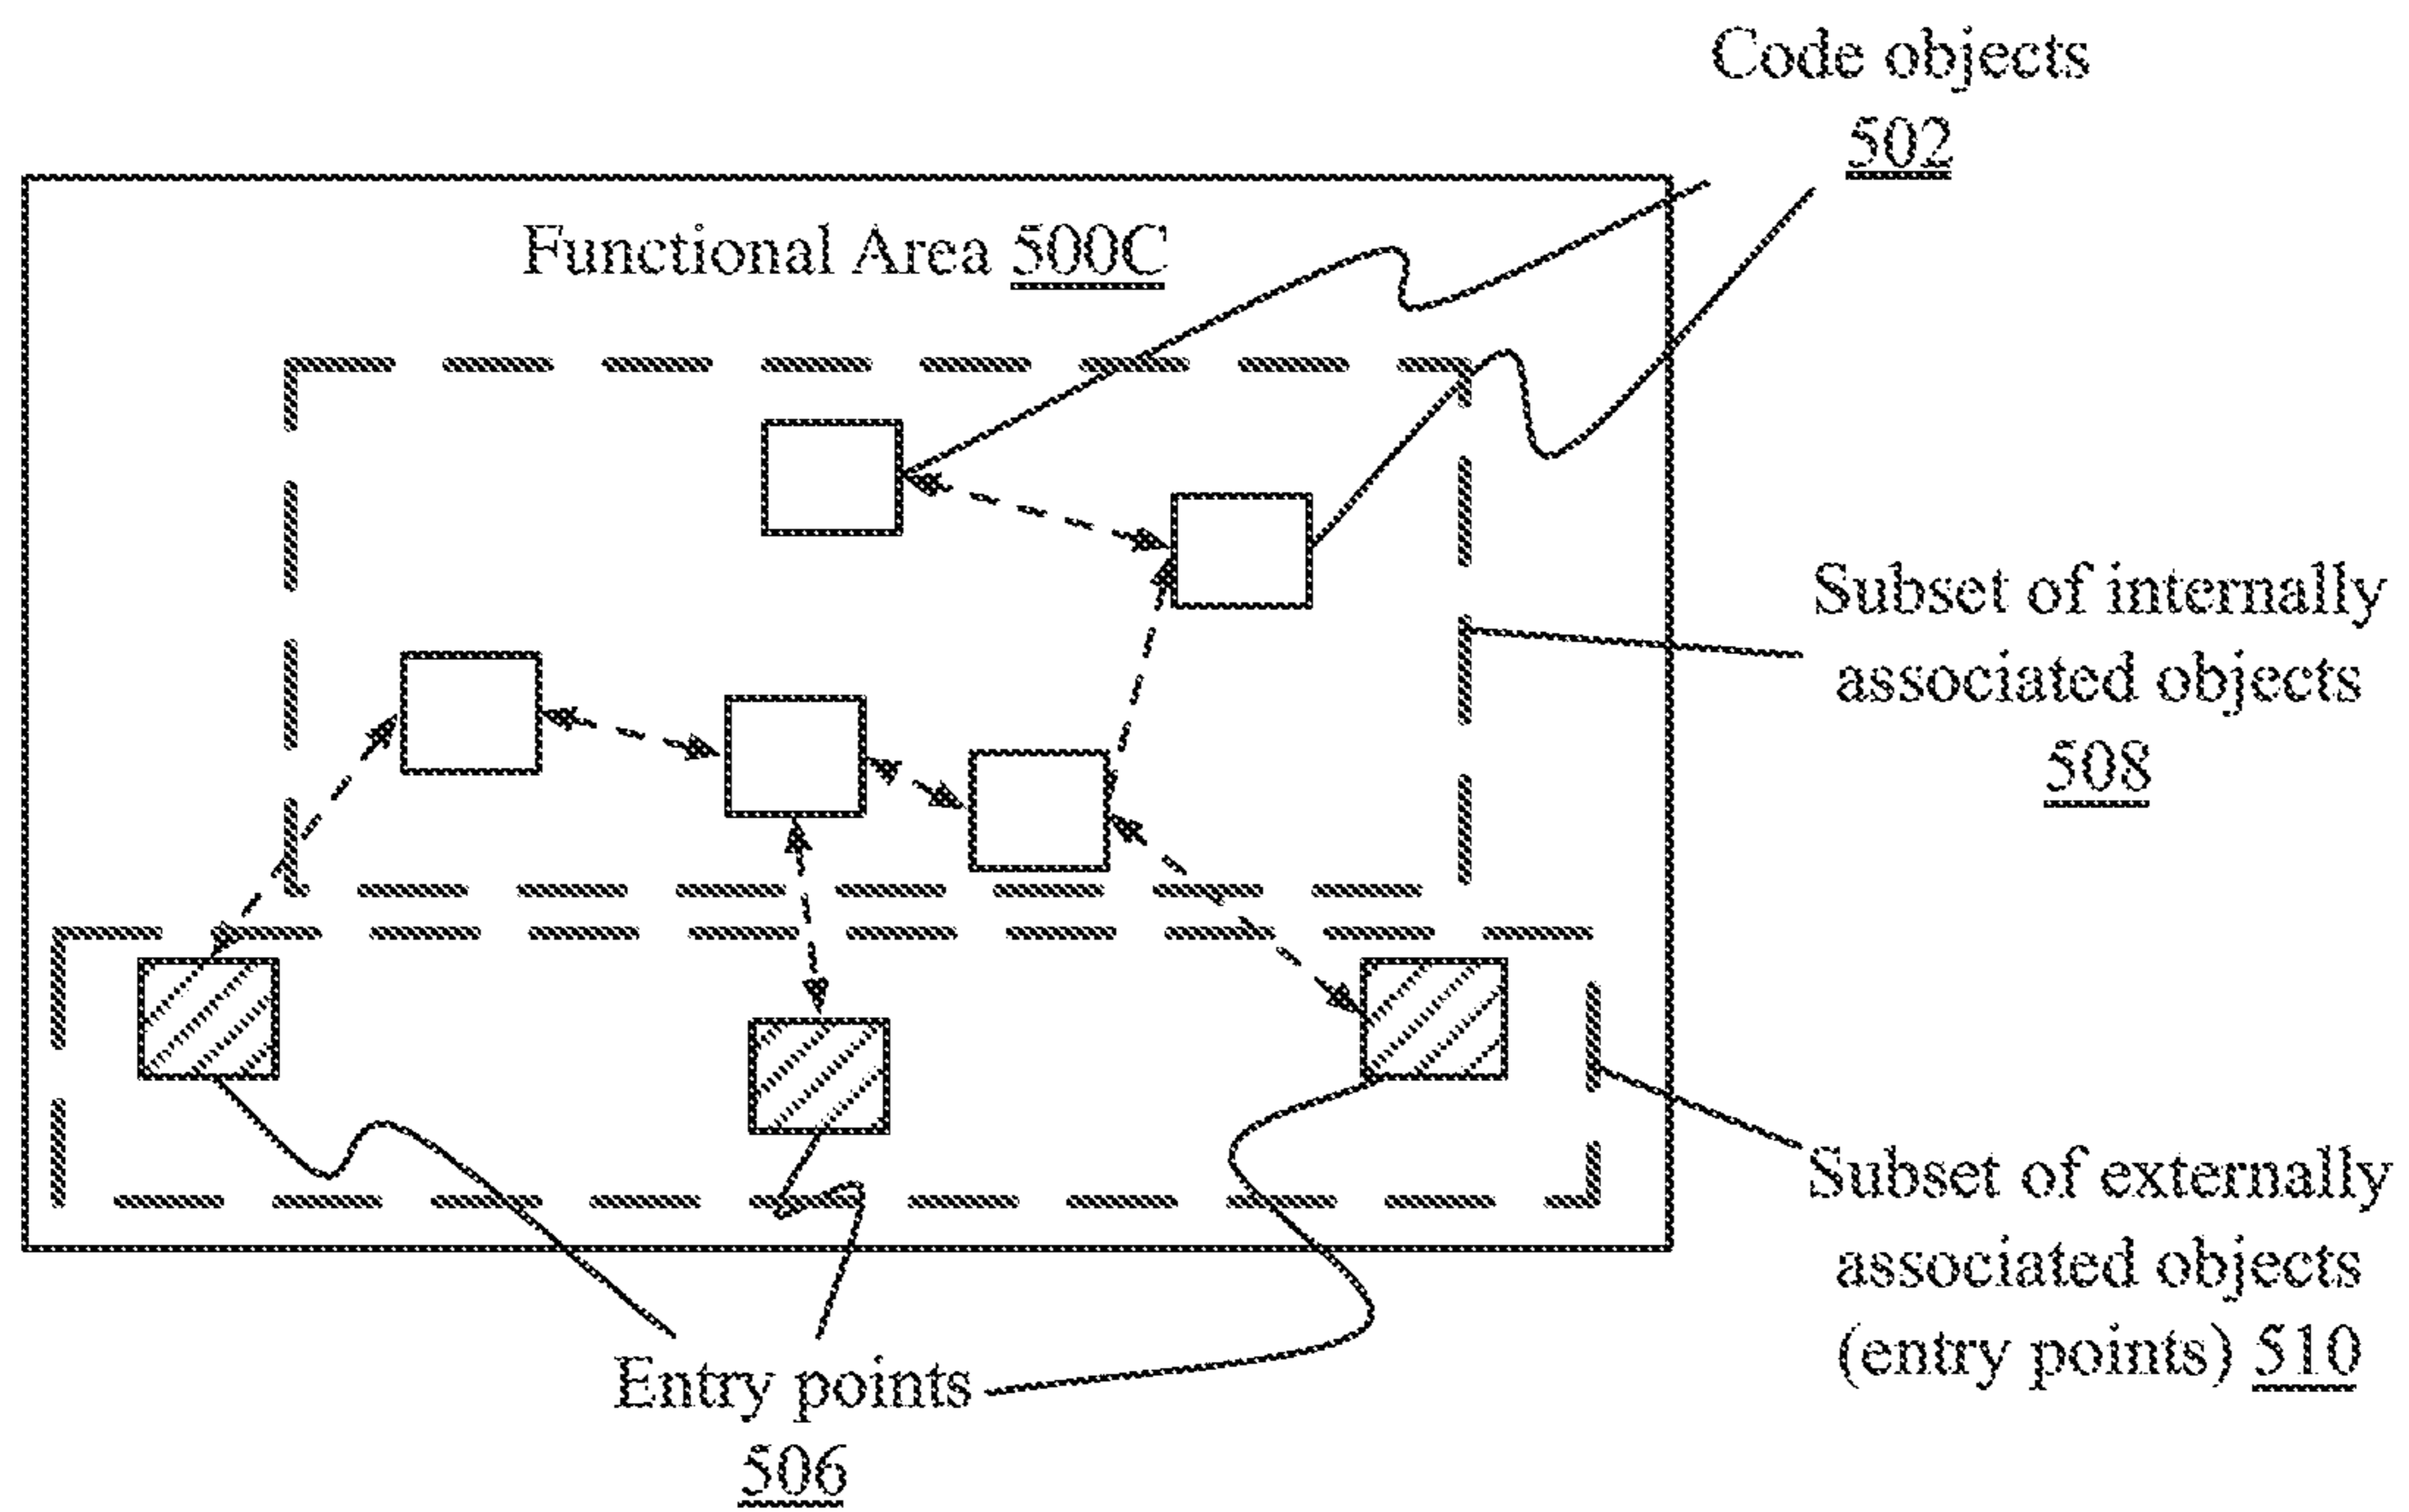 Code objects
502
Functional Area 500C
Subset of internally
associated objects
508
Subset of externally
associated objects
(entry points) 510
Entry points
506